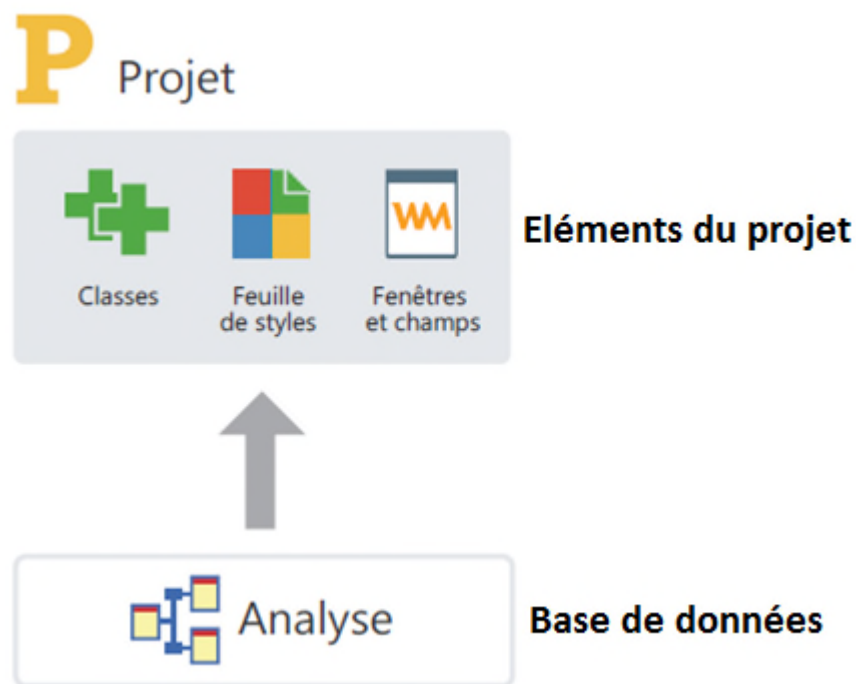 P Projet
Classes
Feuille
de styles
Fenêtres
et champs
WM
Eléments du projet
Analyse
Base de données